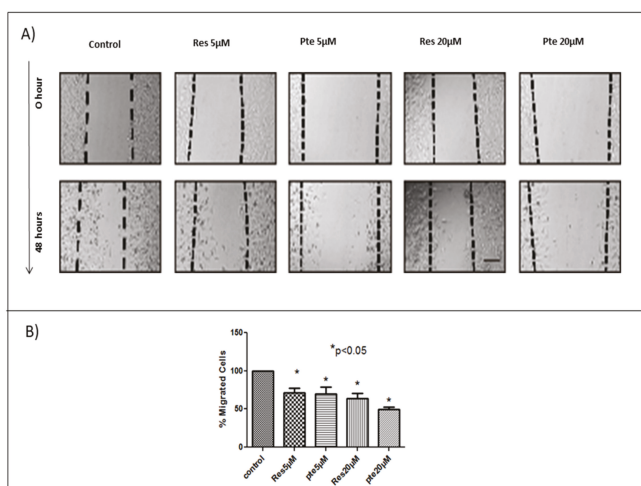 A)
Control
Res 5µM
Pte 5µM
Res 20µM
Pte 20µM
O hour
48 hours
B)
% Migrated Cells
150
100
50
0
*p<0.05
*
*
*
*
control
Res5µM
pte5µM
Res20µM
pte20µM